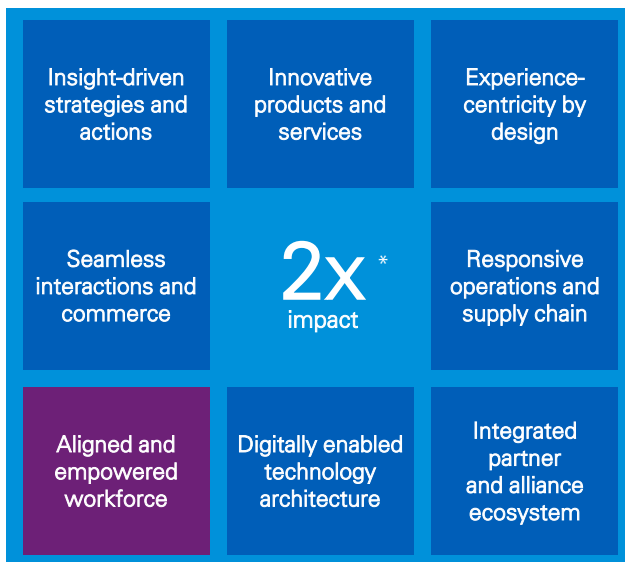 Insight-driven
strategies and
actions
Innovative
products and
services
Experience-
centricity by
design
Seamless
interactions and
commerce
2x *
impact
Responsive
operations and
supply chain
Aligned and
empowered
workforce
Digitally enabled
technology
architecture
Integrated
partner
and alliance
ecosystem